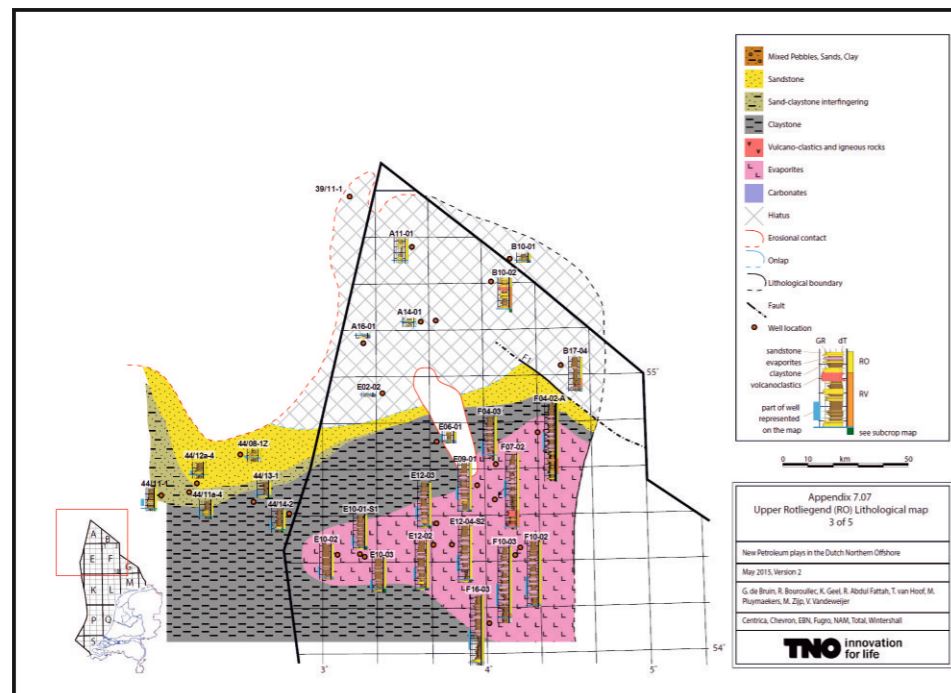 39/11-1
A11-01
B10-01
B10-02
A14-01
A16-01
B17-04
F1
55°
E02-02
F04-02-A
F04-03
E06-01
44/08-1Z
44/12a-4
F07-02
E09-01
44/13-1
44/11-1
E12-03
44/11a-4
44/14-2
E10-01-S1
E12-04-S2
E10-02
E12-02
E10-03
F10-03
F10-02
F16-03
3°
4°
5°
54°
A
B
E
F
G
K
L
M
P
Q
S
Mixed Pebbles, Sands, Clay
Sandstone
Sand-claystone interfingering
Claystone
Vulcano-clastics and igneous rocks
Evaporites
Carbonates
Hiatus
Erosional contact
Onlap
Lithological boundary
Fault
Well location
GR dT
sandstone
evaporites
claystone
volcanoclastics
RO
RV
part of well
represented
on the map
see subcrop map
0 10 km 50
Appendix 7.07
Upper Rotliegend (RO) Lithological map
3 of 5
New Petroleum plays in the Dutch Northern Offshore
May 2015, Version 2
G. de Bruin, R. Bouroullec, K. Geel, R. Abdul Fattah, T. van Hoof, M.
Pluymaekers, M. Zijp, V. Vandeweijer
Centrica, Chevron, EBN, Fugro, NAM, Total, Wintershall
TNO innovation
for life